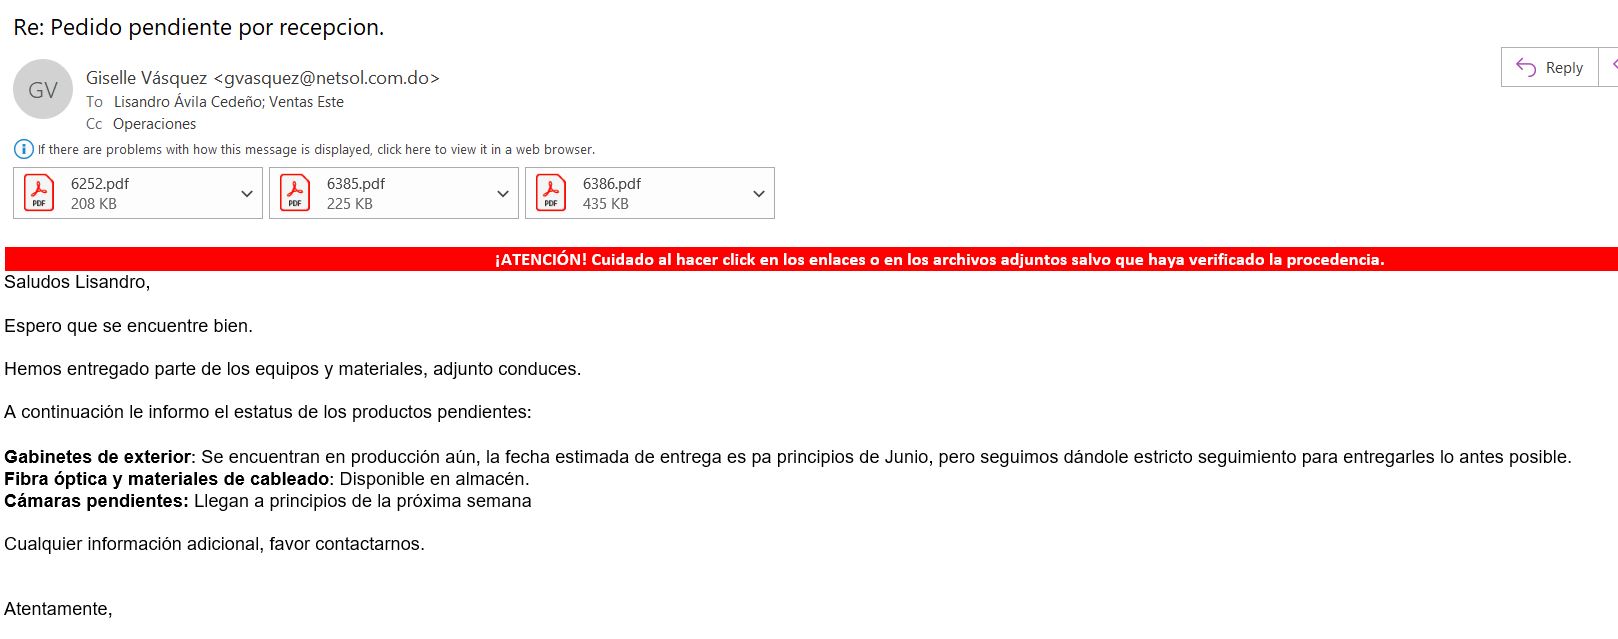 Re: Pedido pendiente por recepcion.
GV
Giselle Vásquez <gvasquez@netsol.com.do>
To Lisandro Ávila Cedeño; Ventas Este
Cc Operaciones
Reply
If there are problems with how this message is displayed, click here to view it in a web browser.
PDF
6252.pdf
208 KB
PDF
6385.pdf
225 KB
PDF
6386.pdf
435 KB
¡ATENCIÓN! Cuidado al hacer click en los enlaces o en los archivos adjuntos salvo que haya verificado la procedencia.
Saludos Lisandro,
Espero que se encuentre bien.
Hemos entregado parte de los equipos y materiales, adjunto conduces.
A continuación le informo el estatus de los productos pendientes:
Gabinetes de exterior: Se encuentran en producción aún, la fecha estimada de entrega es pa principios de Junio, pero seguimos dándole estricto seguimiento para entregarles lo antes posible.
Fibra óptica y materiales de cableado: Disponible en almacén.
Cámaras pendientes: Llegan a principios de la próxima semana
Cualquier información adicional, favor contactarnos.
Atentamente,